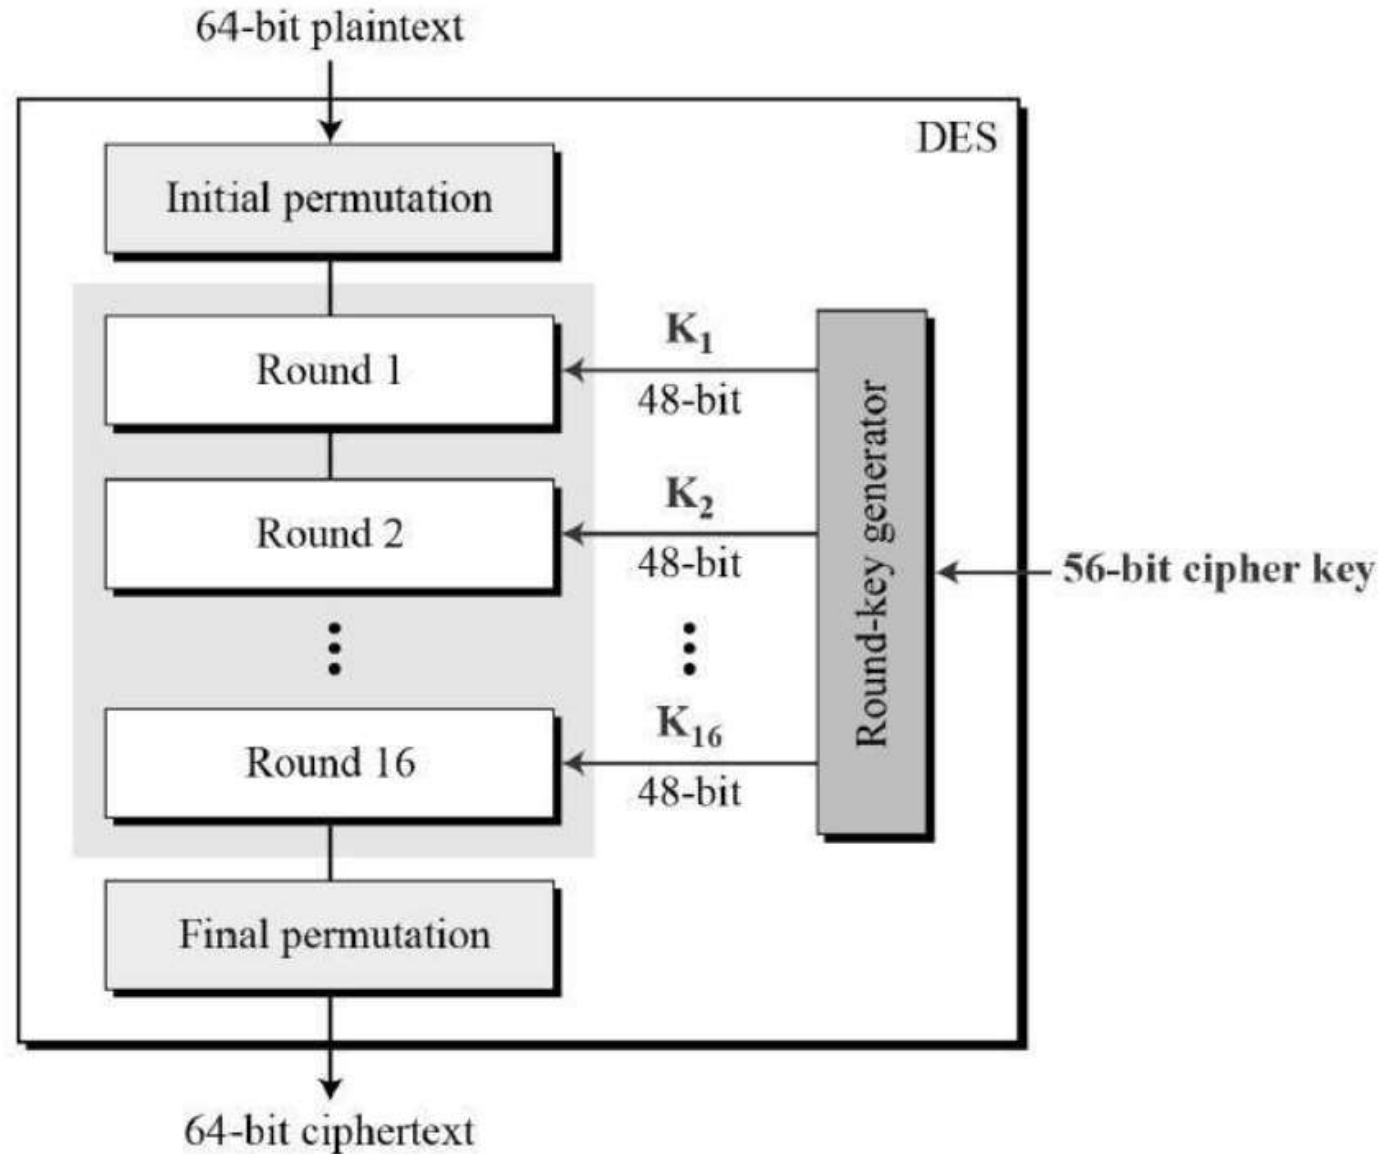 64-bit plaintext
DES
Initial permutation
K1
Round 1
48-bit
K2
Round 2
48-bit
Round-key generator
56-bit cipher key
K16
Round 16
48-bit
Final permutation
64-bit ciphertext